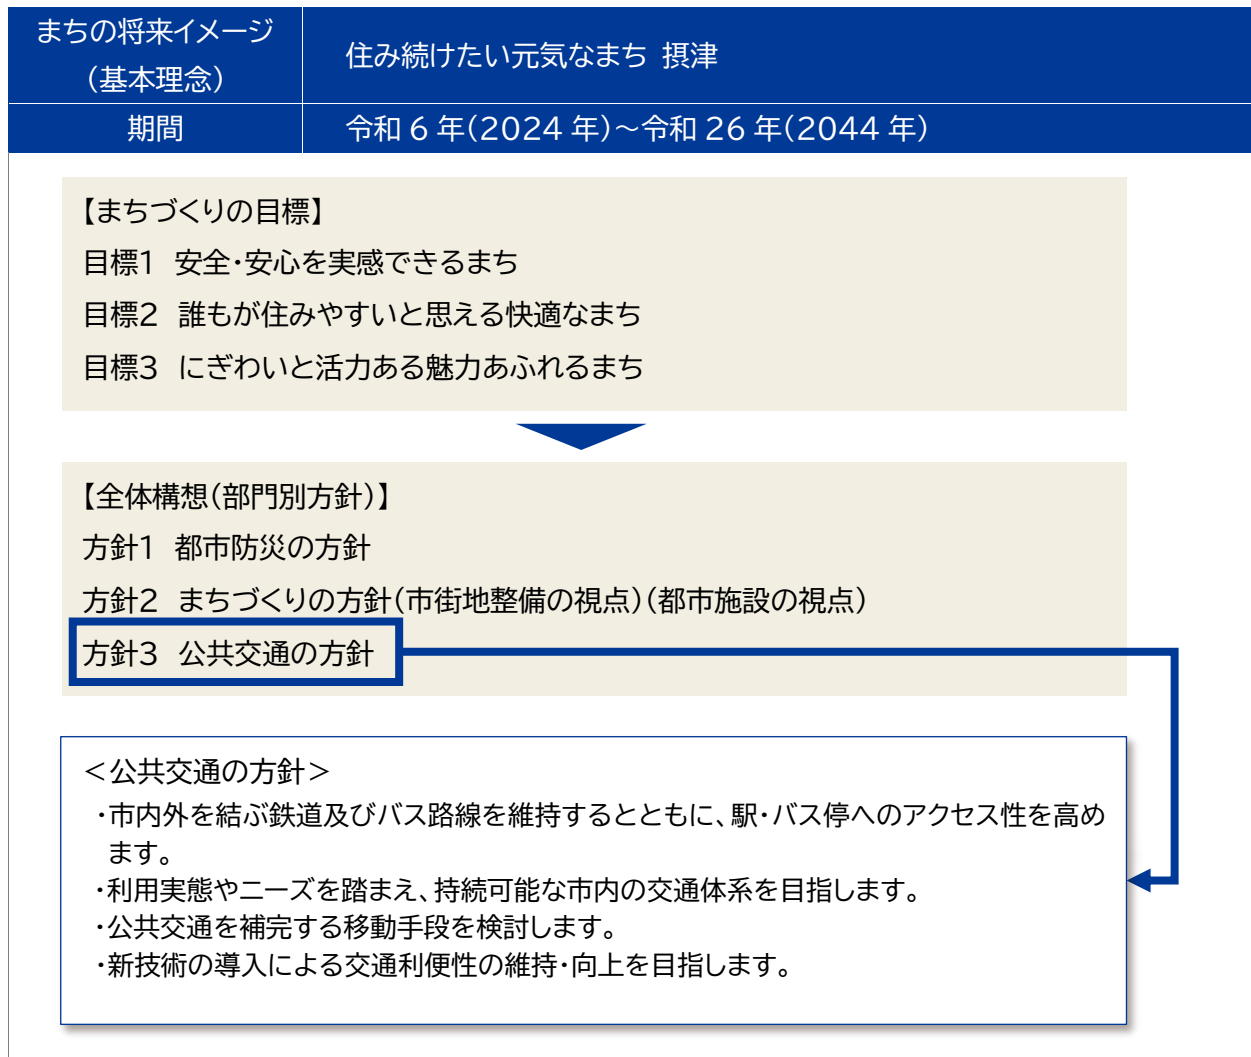 まちの将来イメージ
（基本理念）
住み続けたい元気なまち 摂津
期間
令和 6 年（2024 年）～令和 26 年（2044 年）
【まちづくりの目標】
目標1 安全・安心を実感できるまち
目標2 誰もが住みやすいと思える快適なまち
目標3 にぎわいと活力ある魅力あふれるまち
【全体構想（部門別方針）】
方針1 都市防災の方針
方針2 まちづくりの方針（市街地整備の視点）（都市施設の視点）
方針3 公共交通の方針
＜公共交通の方針＞
・市内外を結ぶ鉄道及びバス路線を維持するとともに、駅・バス停へのアクセス性を高め
ます。
・利用実態やニーズを踏まえ、持続可能な市内の交通体系を目指します。
・公共交通を補完する移動手段を検討します。
・新技術の導入による交通利便性の維持・向上を目指します。